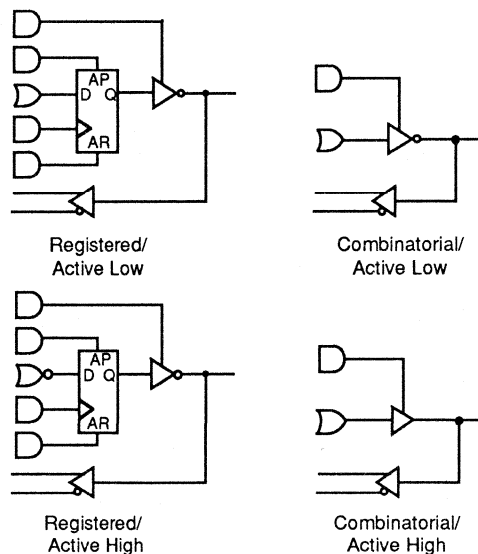 AP
D Q
AR
Registered/
Active Low
Combinatorial/
Active Low
AP
D Q
AR
Registered/
Active High
Combinatorial/
Active High